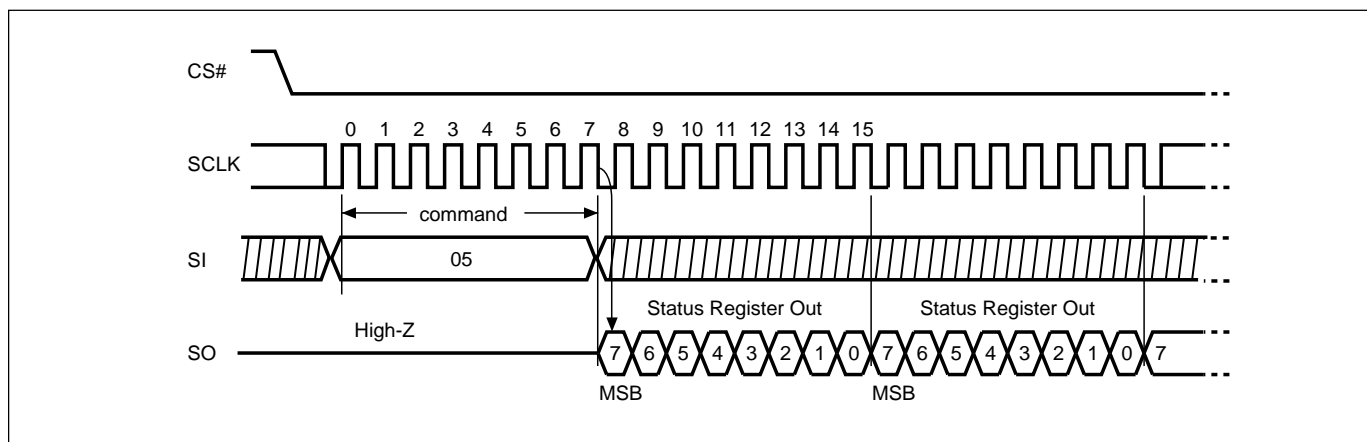 CS#
0 1 2 3 4 5 6 7 8 9 10 11 12 13 14 15
SCLK
command
SI
05
Status Register Out Status Register Out
High-Z
SO
7 6 5 4 3 2 1 0 7 6 5 4 3 2 1 0 7
MSB MSB